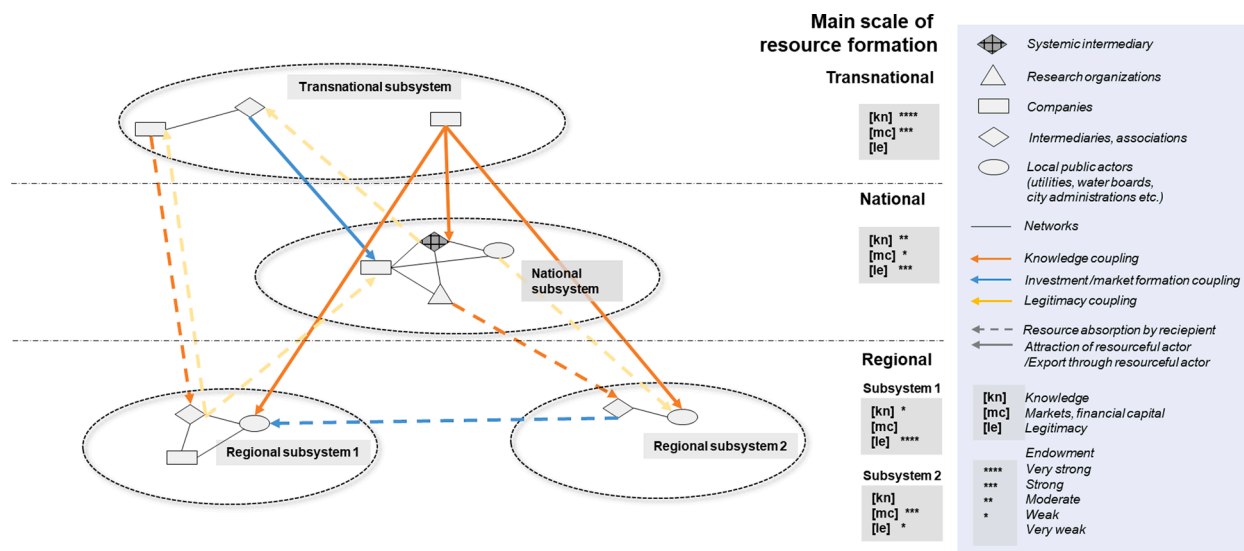 Main scale of
resource formation
Transnational subsystem
Transnational
[kn] ****
[mc] ***
[le]
National
[kn] **
[mc] *
[le] ***
National
subsystem
Regional
Subsystem 1
[kn] *
[mc]
[le] ****
Subsystem 2
[kn]
[mc] ***
[le] *
Regional subsystem 1
Regional subsystem 2
Systemic intermediary
Research organizations
Companies
Intermediaries, associations
Local public actors
(utilities, water boards,
city administrations etc.)
Networks
Knowledge coupling
Investment/market formation coupling
Legitimacy coupling
Resource absorption by reciepient
Attraction of resourceful actor
/Export through resourceful actor
[kn] Knowledge
[mc] Markets, financial capital
[le] Legitimacy
Endowment
**** Very strong
*** Strong
** Moderate
* Weak
Very weak